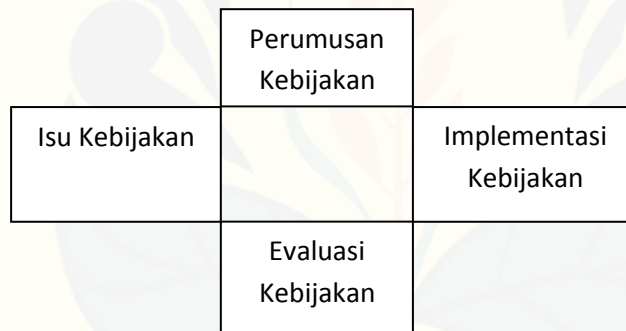 Perumusan
Kebijakan
Isu Kebijakan
Implementasi
Kebijakan
Evaluasi
Kebijakan